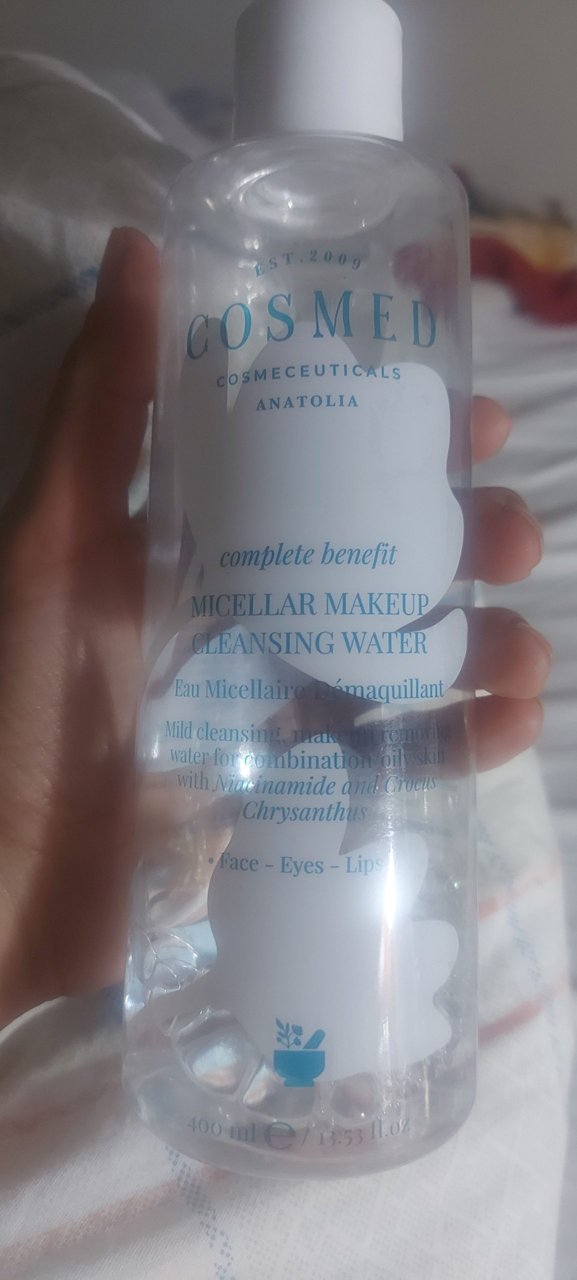 EST.2009
COSMED
COSMECEUTICALS
ANATOLIA
complete benefit
MICELLAR MAKEUP
CLEANSING WATER
Eau Micellaire Démaquillant
Mild cleansing, makeup removing
water for combination/oily skin
with Niacinamide and Crocus
Chrysanthus
• Face - Eyes - Lips
400 ml e / 13.53 fl.oz